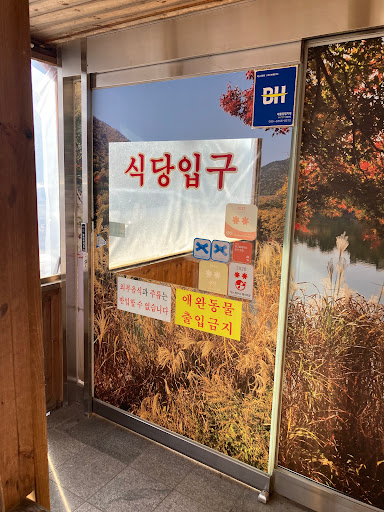 BH
식당입구
외부음식과 주류는
반입할 수 없습니다
애완동물
출입금지